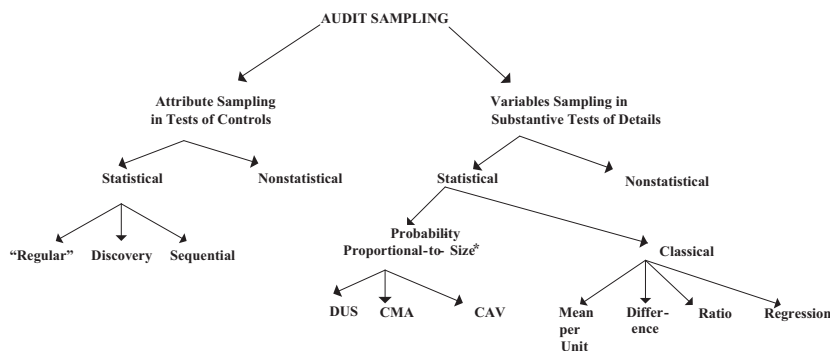 AUDIT SAMPLING
Attribute Sampling
in Tests of Controls
Variables Sampling in
Substantive Tests of Details
Statistical
Nonstatistical
Statistical
Nonstatistical
“Regular”
Discovery
Sequential
Probability
Proportional-to- Size*
Classical
DUS
CMA
CAV
Mean
per
Unit
Differ-
ence
Ratio
Regression